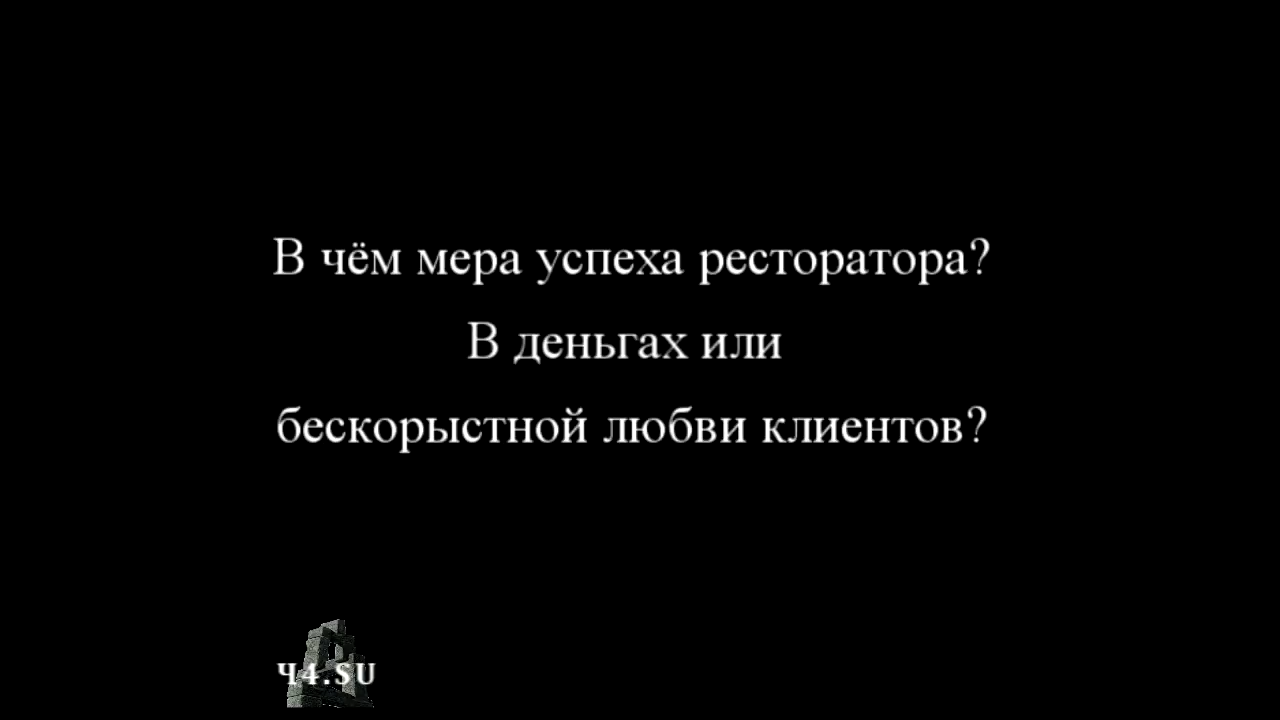 В чём мера успеха ресторатора?
В деньгах или
бескорыстной любви клиентов?
Ч4.SU